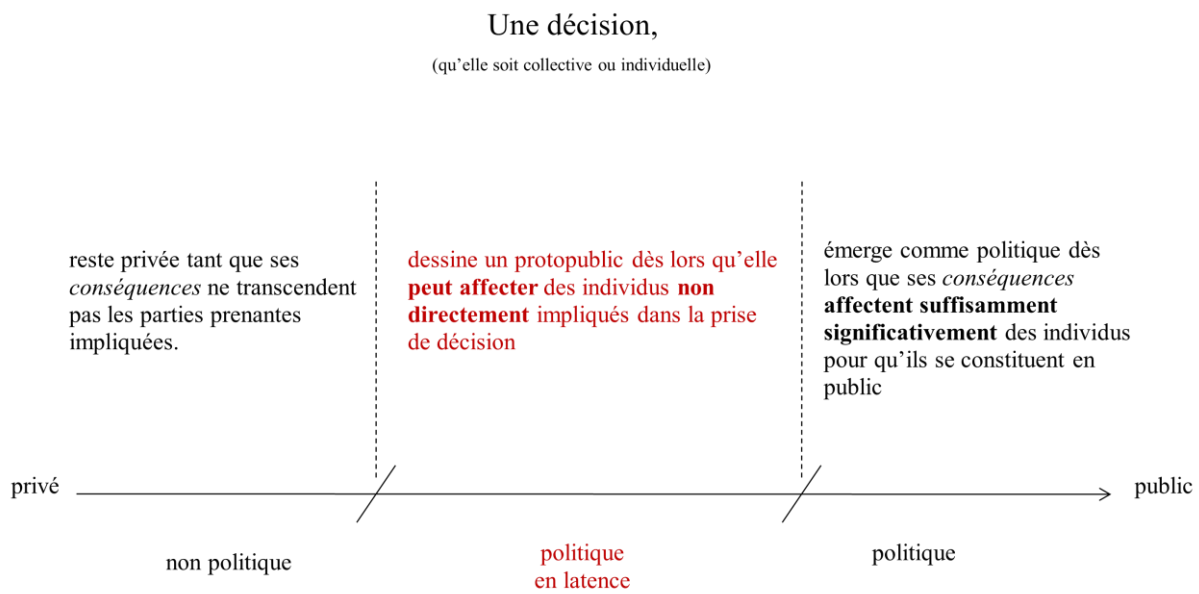 Une décision,
(qu’elle soit collective ou individuelle)
reste privée tant que ses
conséquences ne transcendent
pas les parties prenantes
impliquées.
dessine un protopublic dès lors qu’elle
peut affecter des individus non
directement impliqués dans la prise
de décision
émerge comme politique dès
lors que ses conséquences
affectent suffisamment
significativement des individus
pour qu’ils se constituent en
public
privé
public
non politique
politique
en latence
politique